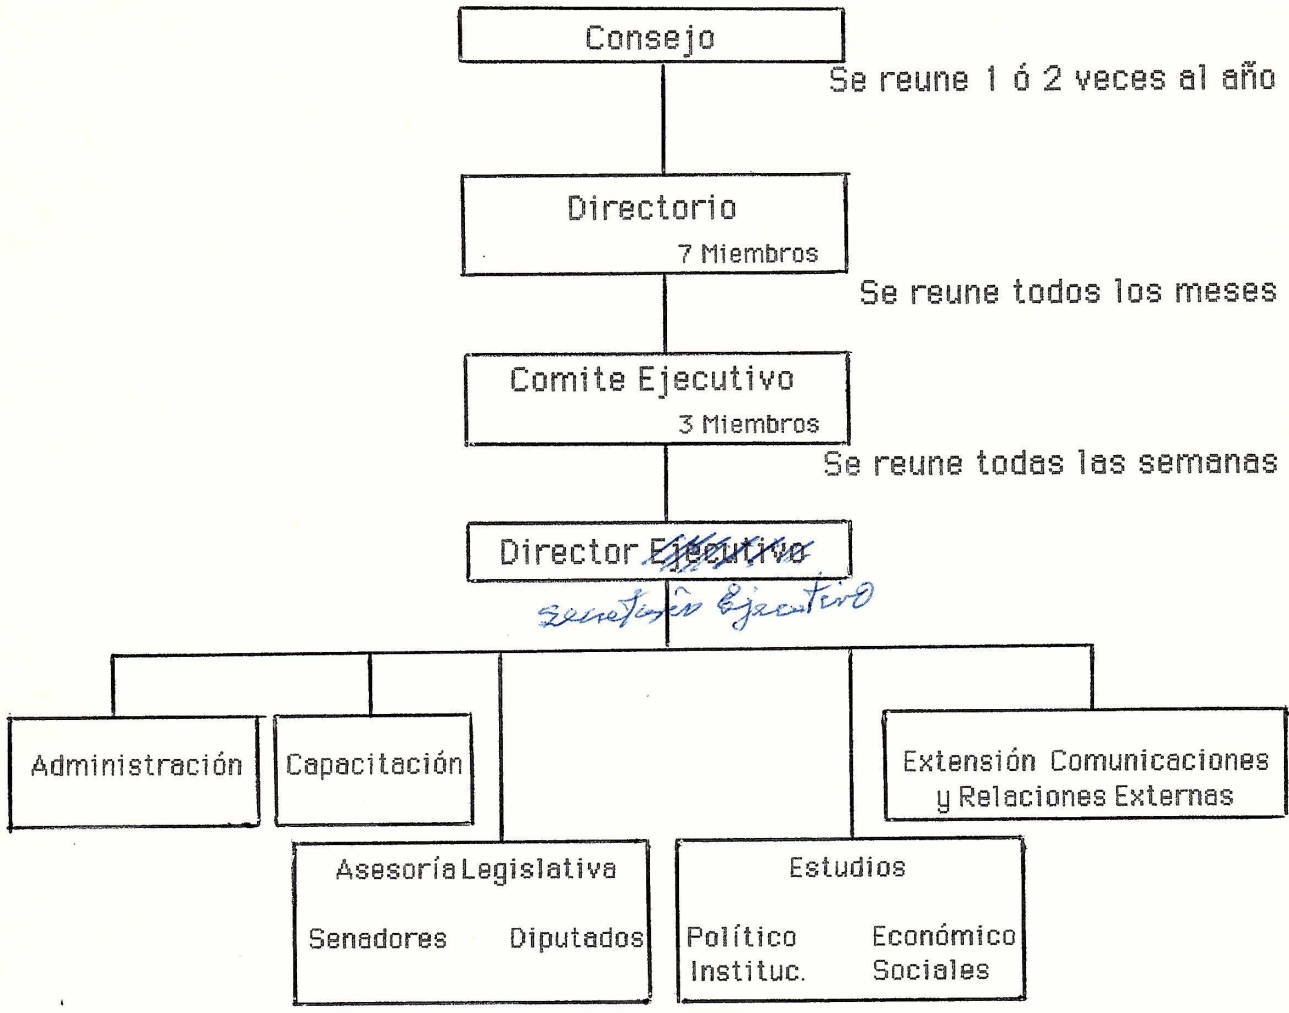 Consejo
Se reune 1 ó 2 veces al año
Directorio
7 Miembros
Se reune todos los meses
Comite Ejecutivo
3 Miembros
Se reune todas las semanas
Director Ejecutivo
Secretario Ejecutivo
Administración
Capacitación
Extensión Comunicaciones
y Relaciones Externas
Asesoría Legislativa
Senadores Diputados
Estudios
Político Económico
Instituc. Sociales